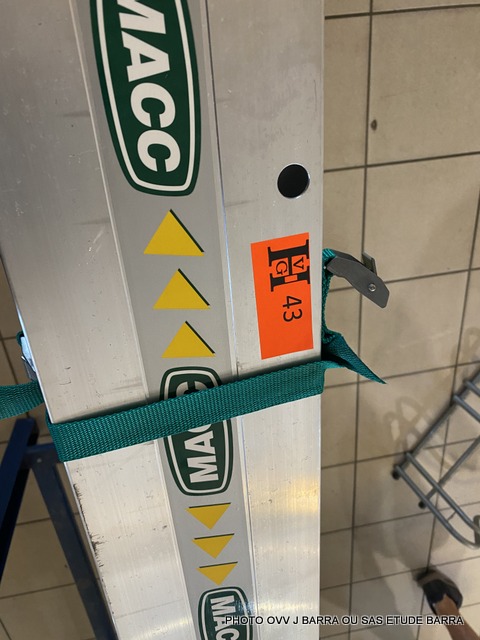 MACC
H
V
G
43
MAC
MACC
PHOTO OVV J BARRA OU SAS ETUDE BARRA